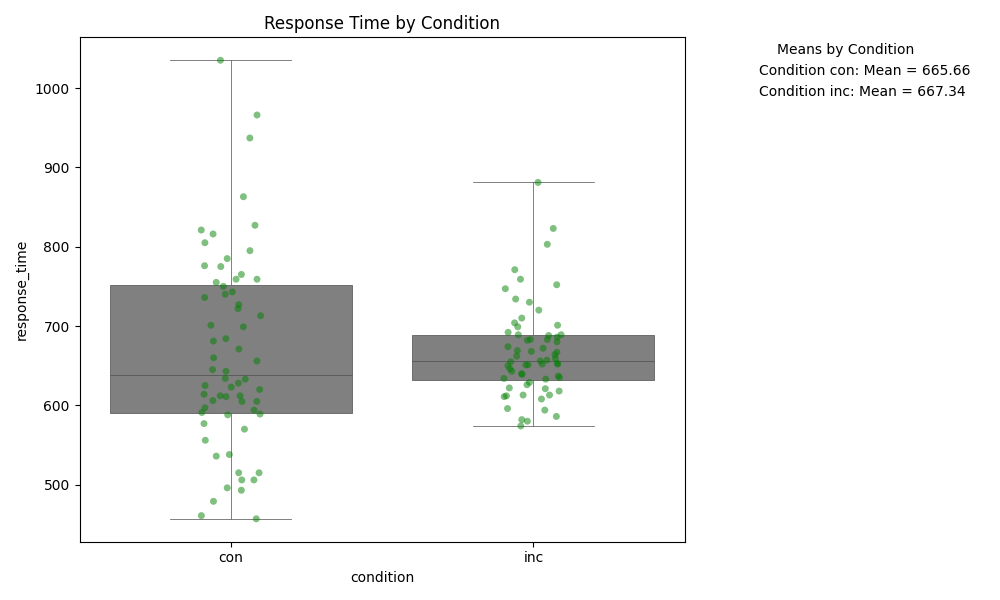 Response Time by Condition
Means by Condition
Condition con: Mean = 665.66
Condition inc: Mean = 667.34
response_time
1000
900
800
700
600
500
con
inc
condition